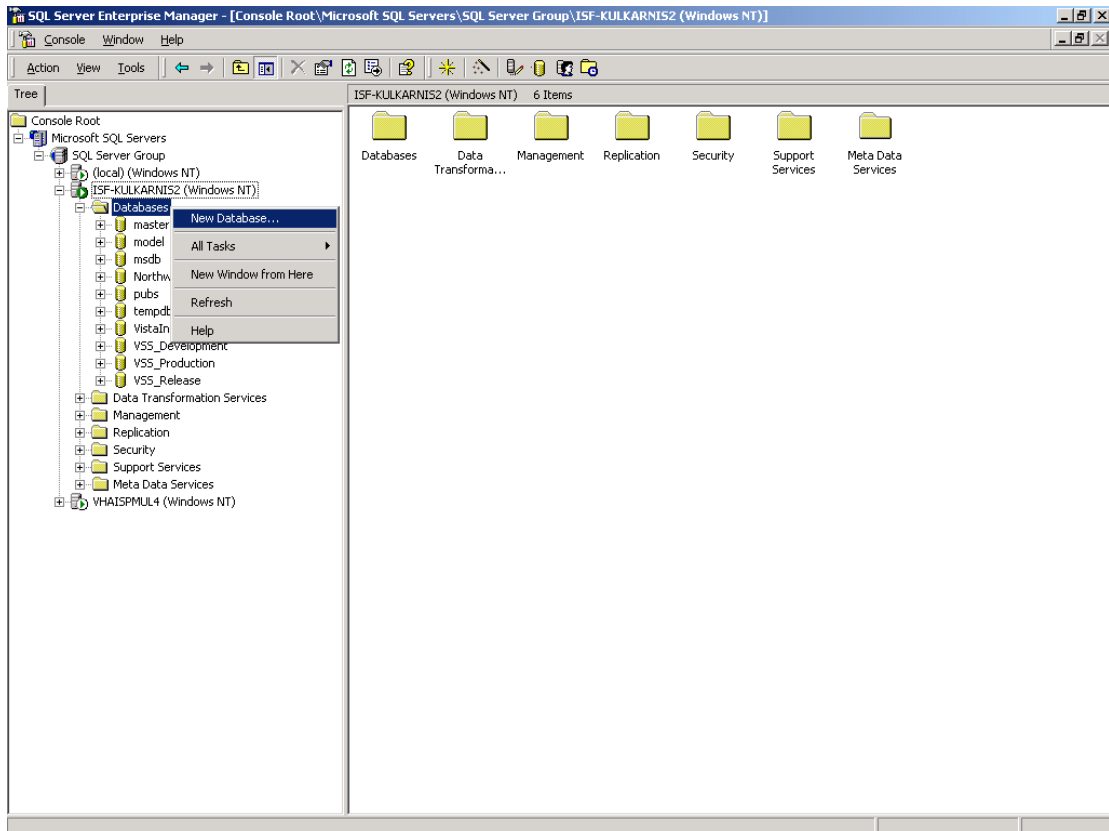 SQL Server Enterprise Manager - [Console Root\Microsoft SQL Servers\SQL Server Group\ISF-KULKARNIS2 (Windows NT)]
Console Window Help
Action View Tools
Tree
ISF-KULKARNIS2 (Windows NT) 6 Items
Console Root
Microsoft SQL Servers
SQL Server Group
(local) (Windows NT)
ISF-KULKARNIS2 (Windows NT)
Databases
master
model
msdb
Northw
pubs
tempdb
VistaIn
VSS_Development
VSS_Production
VSS_Release
Data Transformation Services
Management
Replication
Security
Support Services
Meta Data Services
VHAISPMUL4 (Windows NT)
New Database...
All Tasks
New Window from Here
Refresh
Help
Databases
Data
Transforma...
Management
Replication
Security
Support
Services
Meta Data
Services